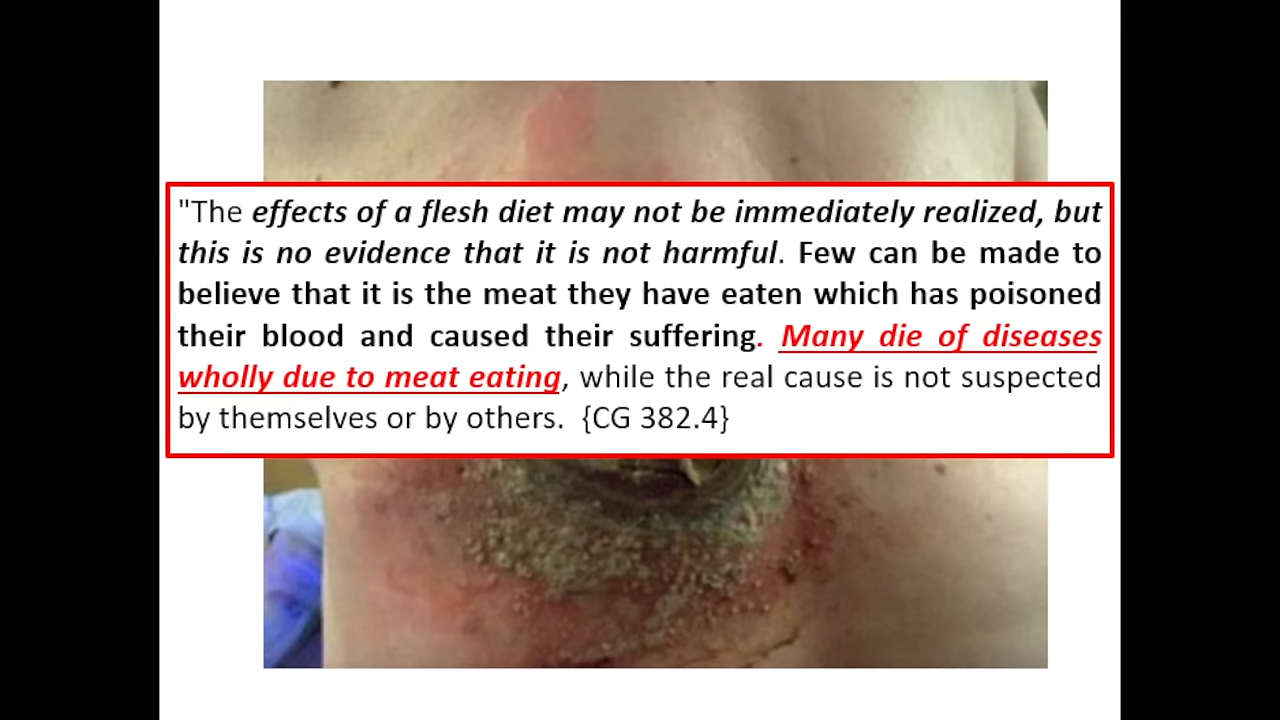 "The effects of a flesh diet may not be immediately realized, but
this is no evidence that it is not harmful. Few can be made to
believe that it is the meat they have eaten which has poisoned
their blood and caused their suffering. Many die of diseases
wholly due to meat eating, while the real cause is not suspected
by themselves or by others.  {CG 382.4}